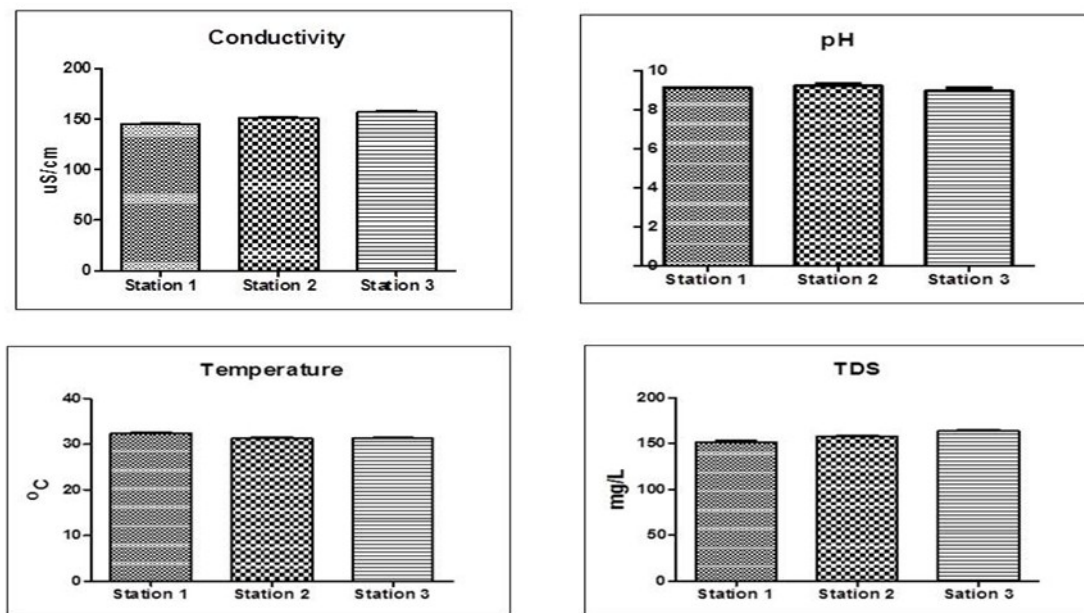 Conductivity
200
150
100
50
0
uS/cm
Station 1 Station 2 Station 3
pH
10
8
6
4
2
0
Station 1 Station 2 Station 3
Temperature
40
30
20
10
0
oC
Station 1 Station 2 Station 3
TDS
200
150
100
50
0
mg/L
Station 1 Station 2 Sation 3